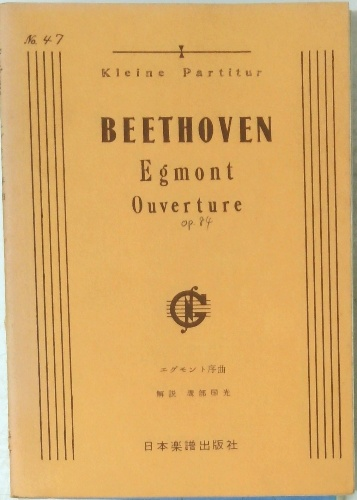 No. 47
Kleine Partitur
BEETHOVEN
Egmont
Ouverture
op. 84
エグモント序曲
解説
日本楽譜出版社